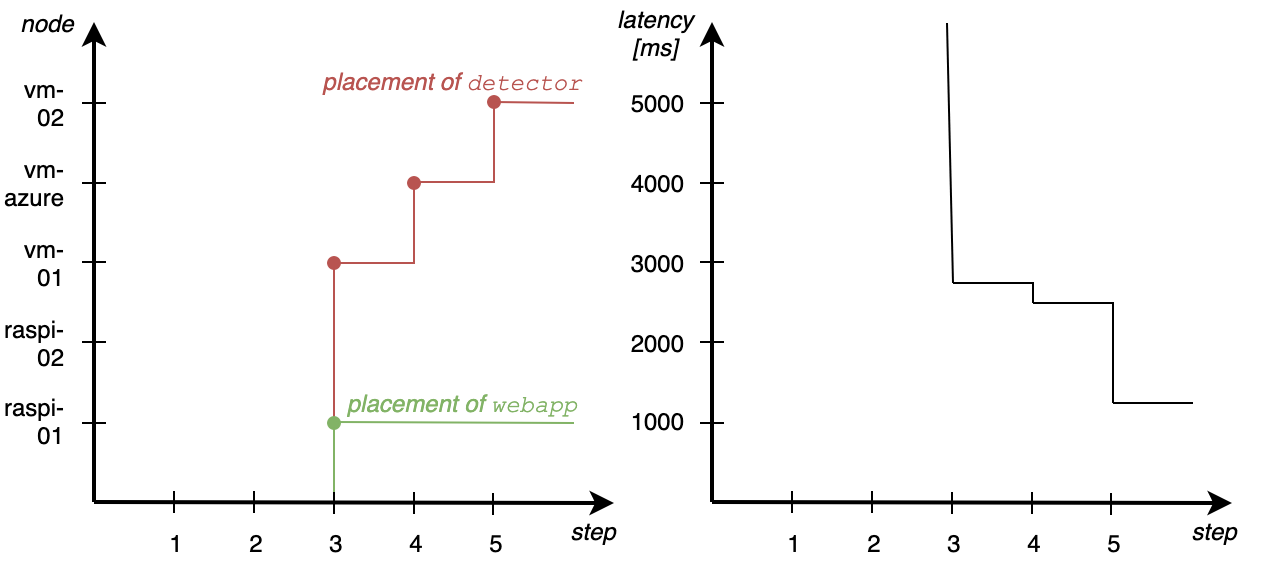 node
vm-
02
vm-
azure
vm-
01
raspi-
02
raspi-
01
placement of detector
placement of webapp
1 2 3 4 5
step
latency
[ms]
5000
4000
3000
2000
1000
1 2 3 4 5
step